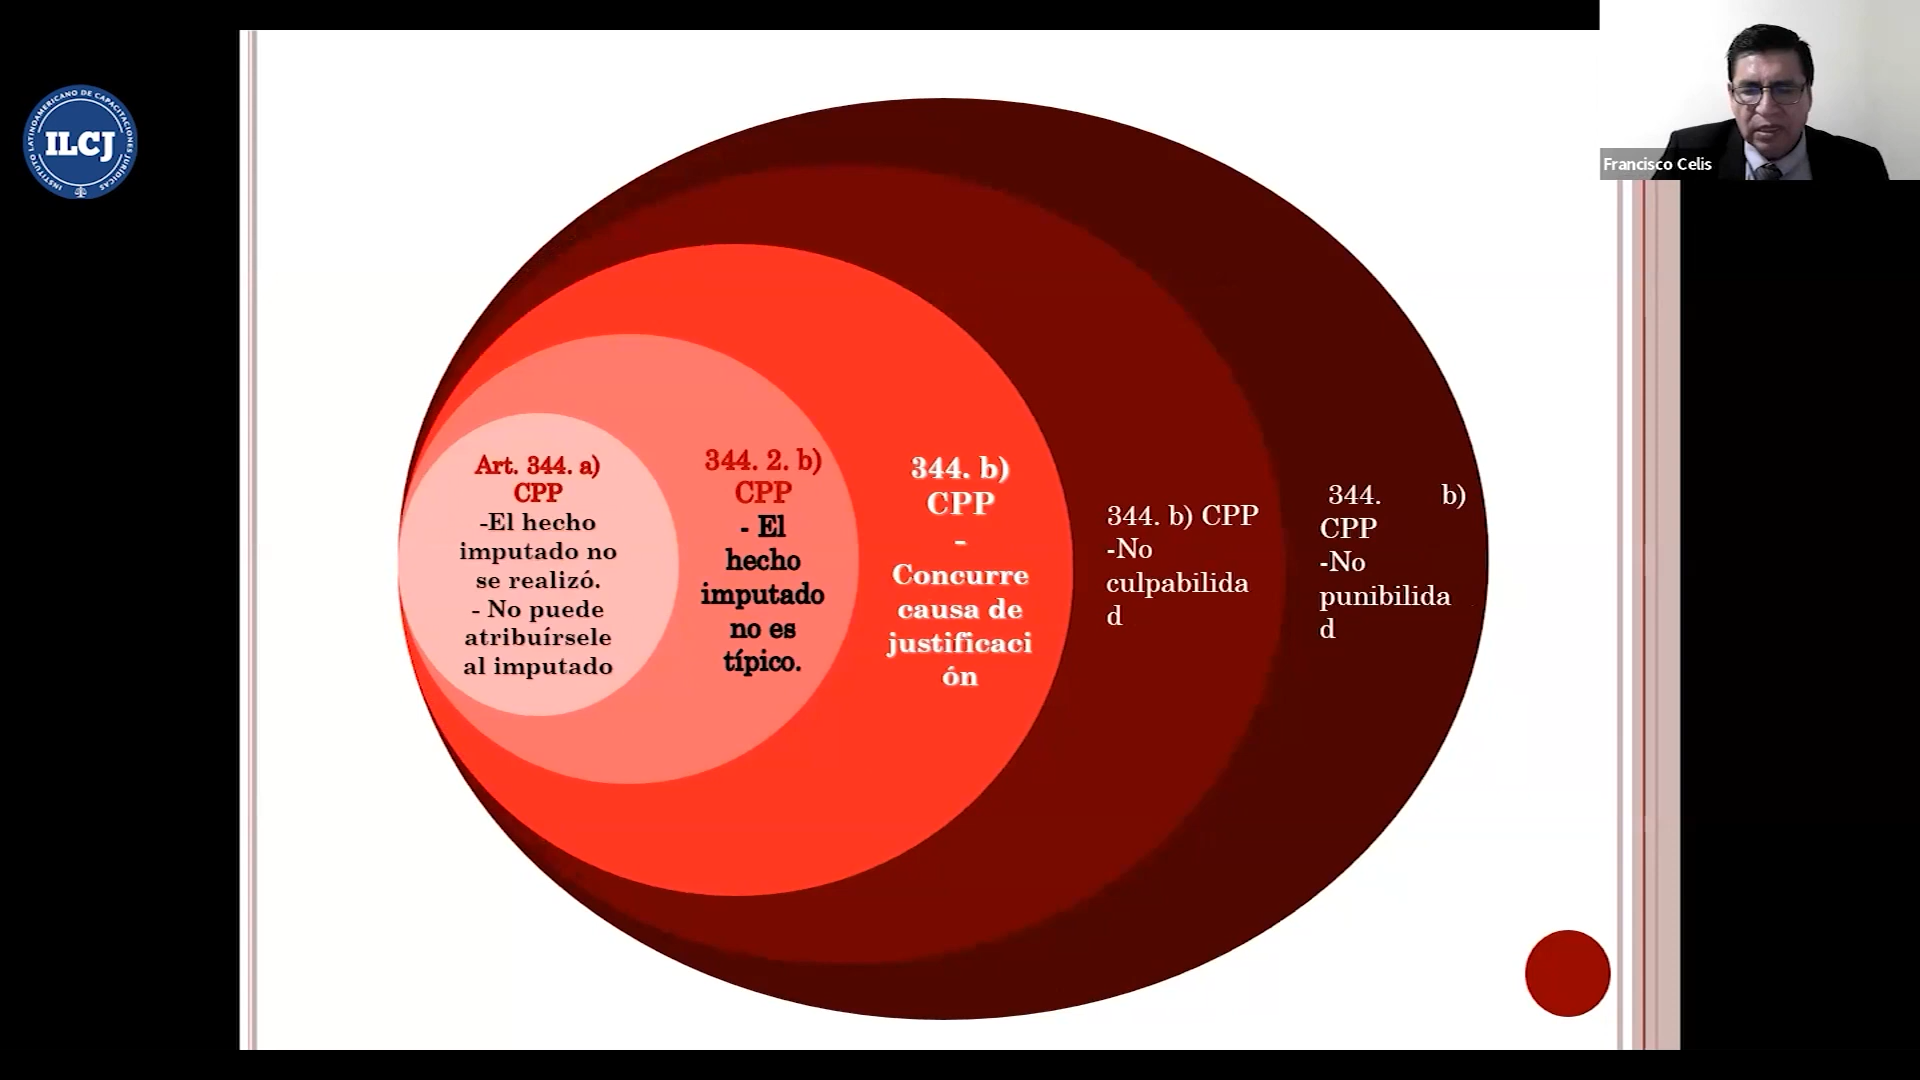 INSTITUTO LATINOAMERICANO DE CAPACITACIONES JURÍDICAS
ILCJ
Francisco Celis
Art. 344. a)
CPP
-El hecho
imputado no
se realizó.
- No puede
atribuírsele
al imputado
344. 2. b)
CPP
- El
hecho
imputado
no es
típico.
344. b)
CPP
-
Concurre
causa de
justificaci
ón
344. b) CPP
-No
culpabilida
d
344. b)
CPP
-No
punibilida
d